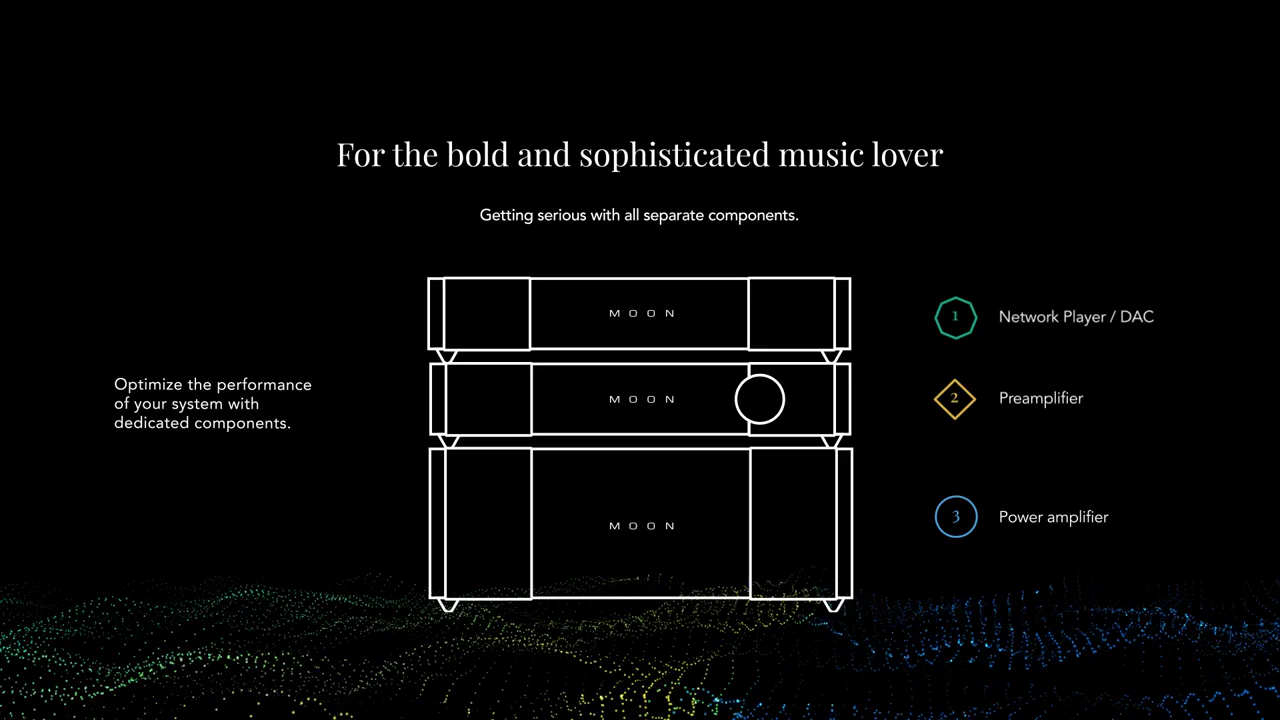 For the bold and sophisticated music lover
Getting serious with all separate components.
MOON
1
Network Player / DAC
Optimize the performance
of your system with
dedicated components.
MOON
2
Preamplifier
MOON
3
Power amplifier